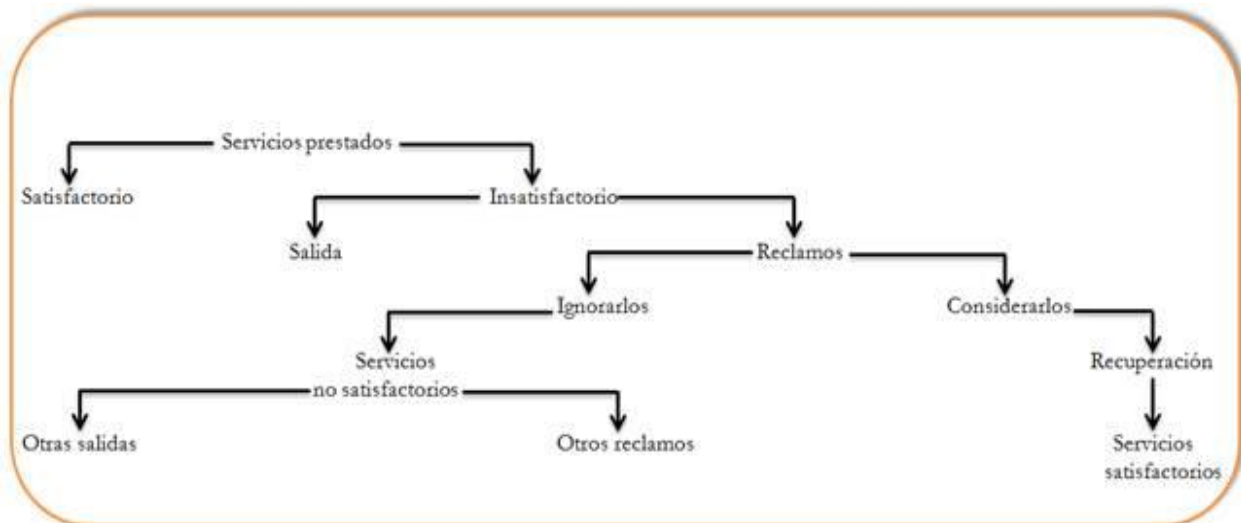 Servicios prestados
Satisfactorio
Insatisfactorio
Salida
Reclamos
Ignorarlos
Considerarlos
Servicios
no satisfactorios
Recuperación
Otras salidas
Otros reclamos
Servicios
satisfactorios